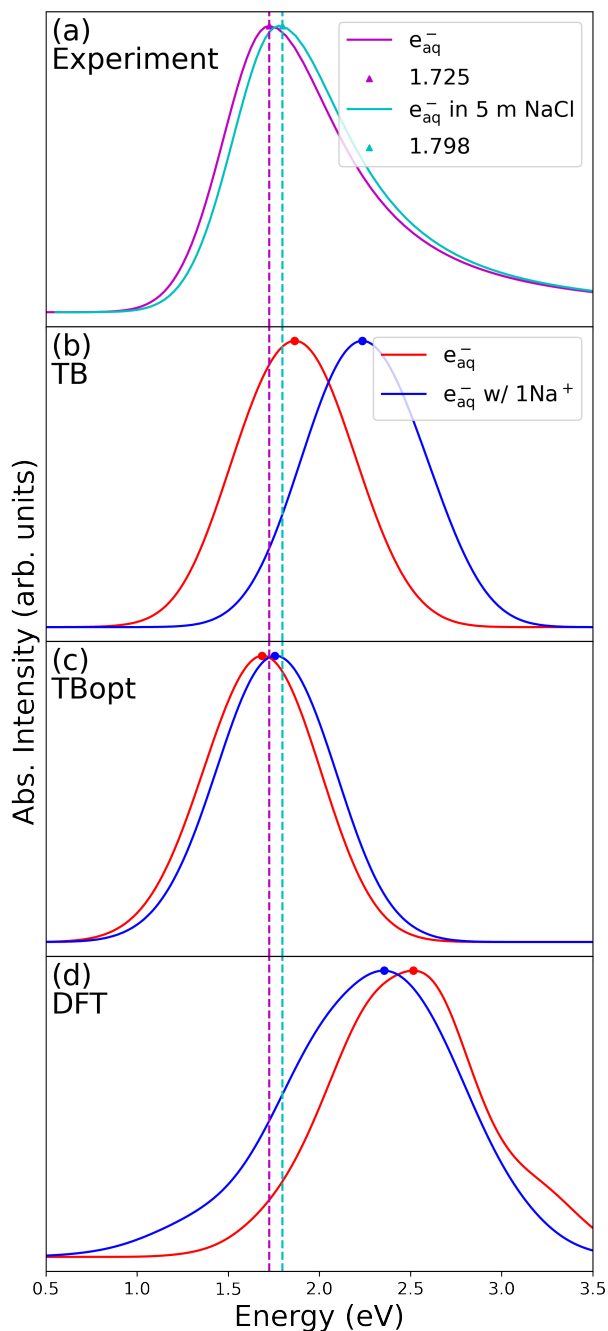 (a)
Experiment
e⁻aq
1.725
e⁻aq in 5 m NaCl
1.798
(b)
TB
e⁻aq
e⁻aq w/ 1Na⁺
(c)
TBopt
(d)
DFT
Abs. Intensity (arb. units)
0.5 1.0 1.5 2.0 2.5 3.0 3.5
Energy (eV)